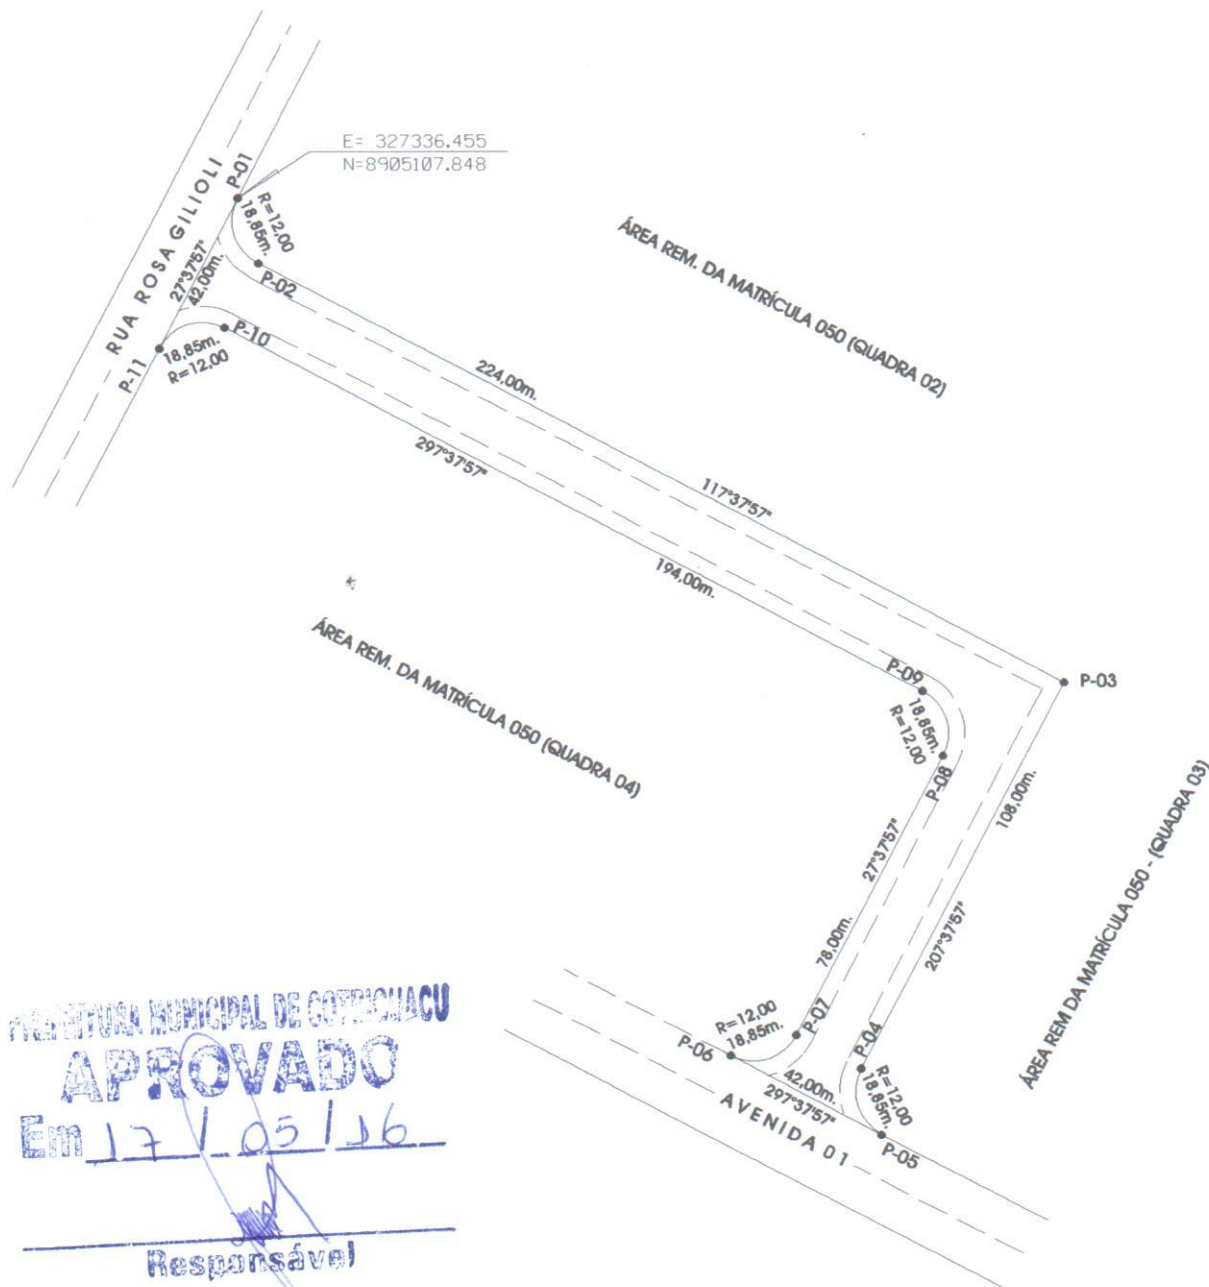 E= 327336.455
N=8905107.848
RUA ROSA GILIOLI
P-01
R=12,00
18,85m.
27°37'57"
42,00m.
P-02
P-10
P-11
18,85m.
R=12,00
ÁREA REM. DA MATRÍCULA 050 (QUADRA 02)
224,00m.
297°37'57"
117°37'57"
194,00m.
ÁREA REM. DA MATRÍCULA 050 (QUADRA 04)
P-09
P-03
18,85m.
R=12,00
P-08
108,00m.
27°37'57"
ÁREA REM DA MATRÍCULA 050 - (QUADRA 03)
207°37'57"
78,00m.
R=12,00
18,85m.
P-07
P-06
P-04
42,00m.
297°37'57"
R=12,00
18,85m.
AVENIDA 01
P-05
PREFEITURA MUNICIPAL DE COTRIGUAÇU
APROVADO
Em 17 / 05 / 16
Responsável